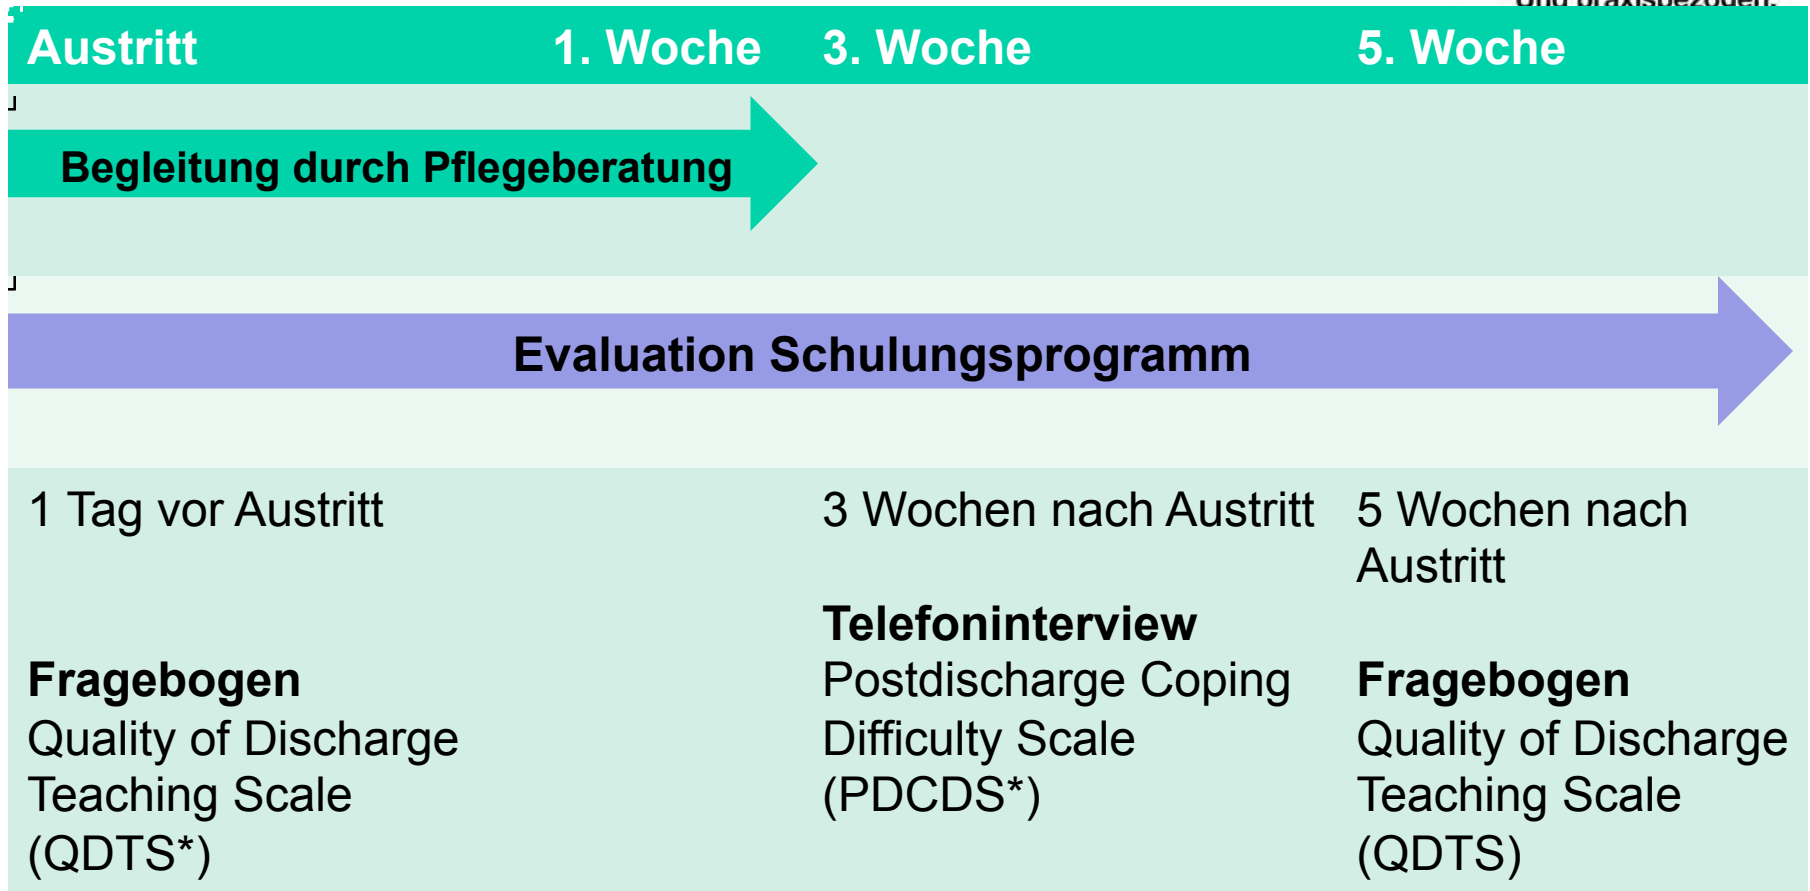 und praxisbezogen.
Austritt 1. Woche 3. Woche 5. Woche
Begleitung durch Pflegeberatung
Evaluation Schulungsprogramm
1 Tag vor Austritt
Fragebogen
Quality of Discharge
Teaching Scale
(QDTS*)
3 Wochen nach Austritt
Telefoninterview
Postdischarge Coping
Difficulty Scale
(PDCDS*)
5 Wochen nach
Austritt
Fragebogen
Quality of Discharge
Teaching Scale
(QDTS)